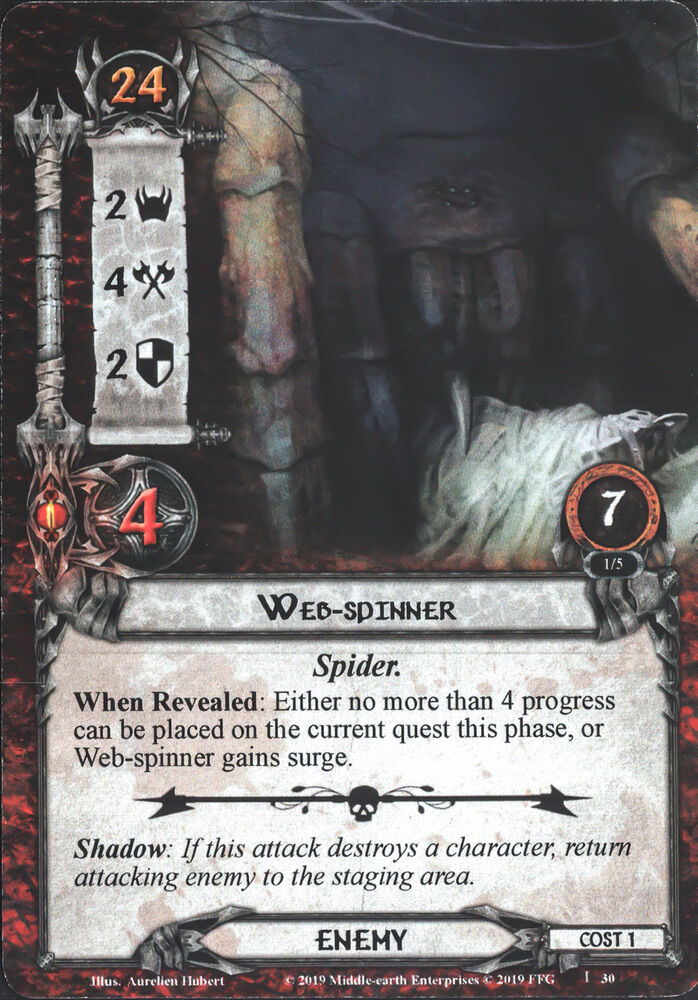 24
2
4
2
4
7
1/5
Web-spinner
Spider.
When Revealed: Either no more than 4 progress
can be placed on the current quest this phase, or
Web-spinner gains surge.
Shadow: If this attack destroys a character, return
attacking enemy to the staging area.
ENEMY
COST 1
Illus. Aurelien Hubert © 2019 Middle-earth Enterprises © 2019 FFG I 30